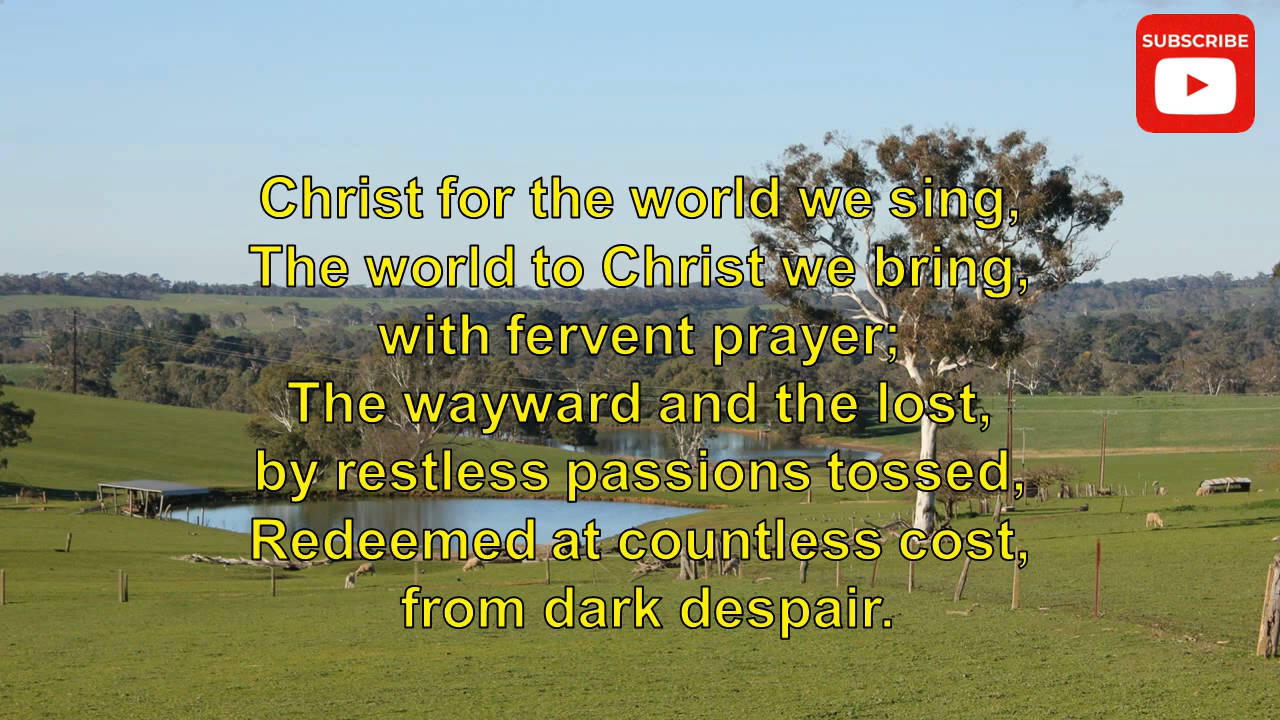 SUBSCRIBE
Christ for the world we sing,
The world to Christ we bring,
with fervent prayer;
The wayward and the lost,
by restless passions tossed,
Redeemed at countless cost,
from dark despair.